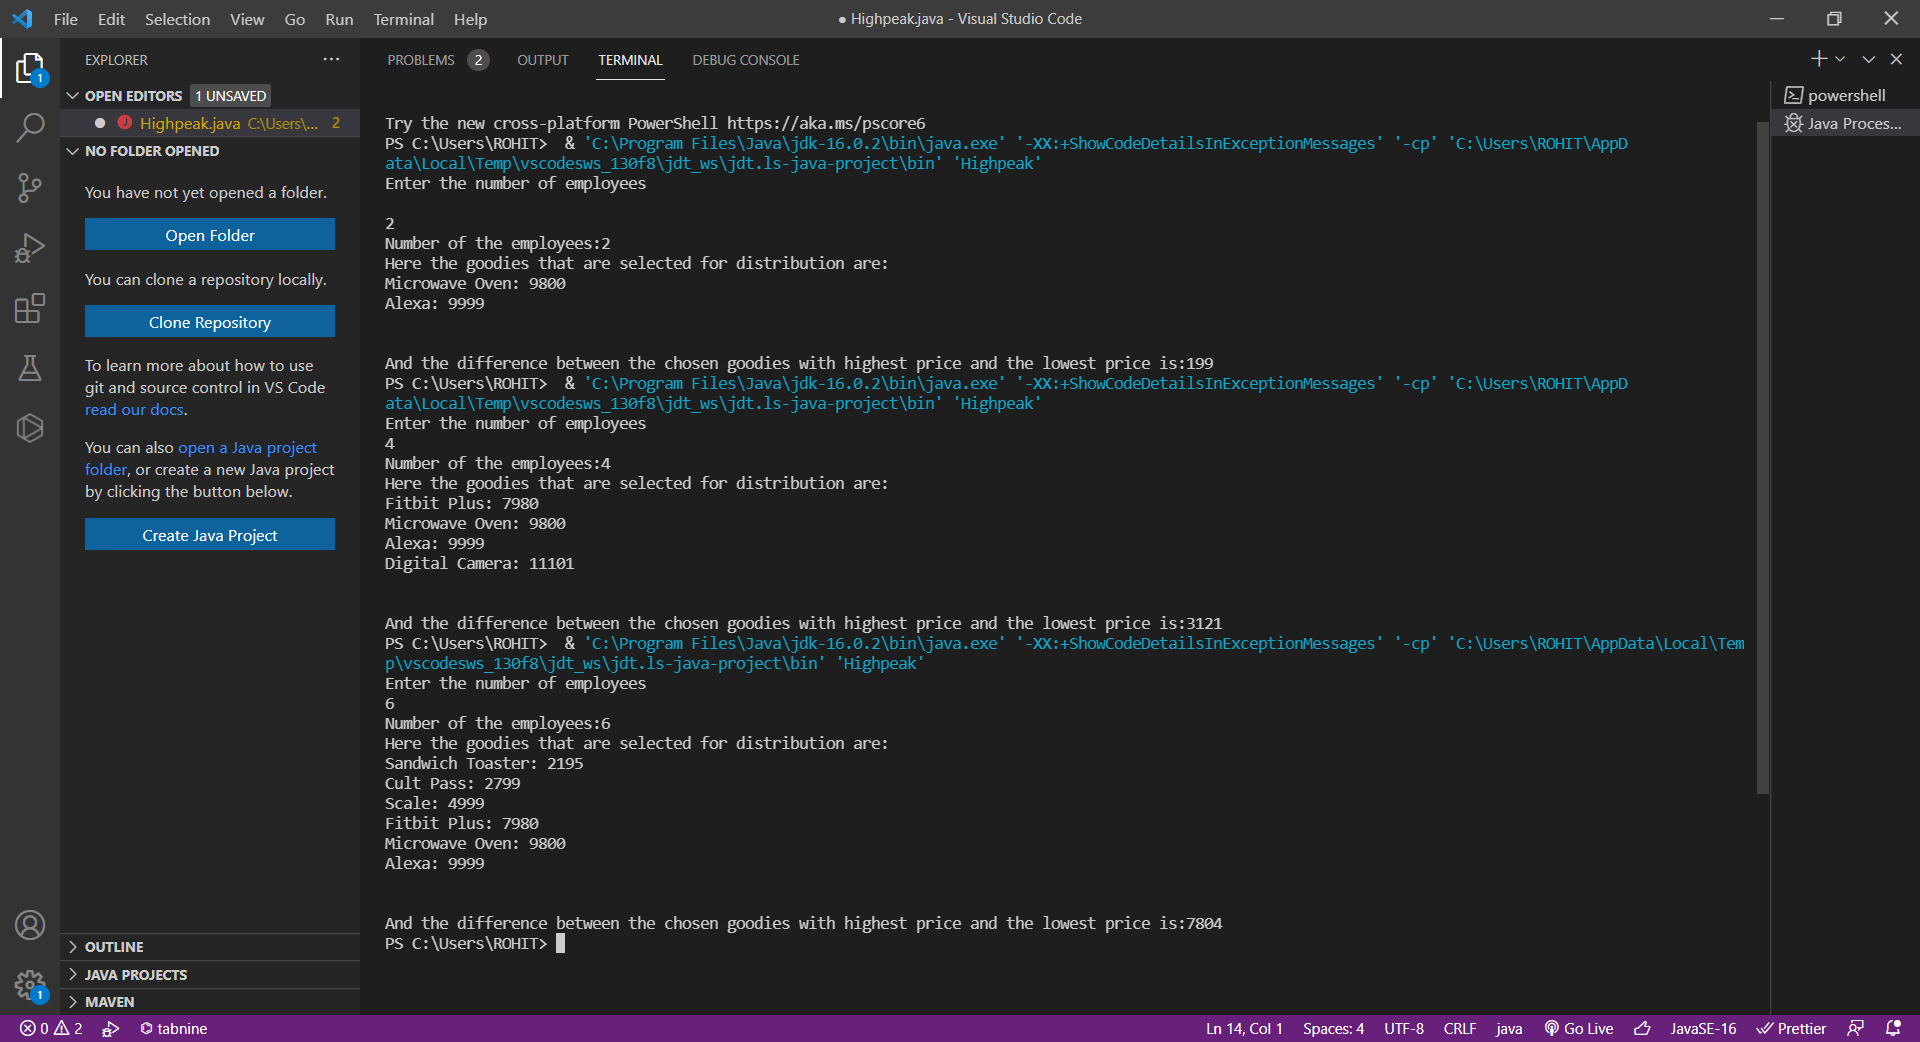 File Edit Selection View Go Run Terminal Help
● Highpeak.java - Visual Studio Code
EXPLORER
OPEN EDITORS 1 UNSAVED
● Highpeak.java C:\Users\... 2
NO FOLDER OPENED
You have not yet opened a folder.
Open Folder
You can clone a repository locally.
Clone Repository
To learn more about how to use
git and source control in VS Code
read our docs.
You can also open a Java project
folder, or create a new Java project
by clicking the button below.
Create Java Project
OUTLINE
JAVA PROJECTS
MAVEN
1
1
PROBLEMS 2 OUTPUT TERMINAL DEBUG CONSOLE
Try the new cross-platform PowerShell https://aka.ms/pscore6
PS C:\Users\ROHIT>  & 'C:\Program Files\Java\jdk-16.0.2\bin\java.exe' '-XX:+ShowCodeDetailsInExceptionMessages' '-cp' 'C:\Users\ROHIT\AppD
ata\Local\Temp\vscodesws_130f8\jdt_ws\jdt.ls-java-project\bin' 'Highpeak'
Enter the number of employees
2
Number of the employees:2
Here the goodies that are selected for distribution are:
Microwave Oven: 9800
Alexa: 9999
And the difference between the chosen goodies with highest price and the lowest price is:199
PS C:\Users\ROHIT>  & 'C:\Program Files\Java\jdk-16.0.2\bin\java.exe' '-XX:+ShowCodeDetailsInExceptionMessages' '-cp' 'C:\Users\ROHIT\AppD
ata\Local\Temp\vscodesws_130f8\jdt_ws\jdt.ls-java-project\bin' 'Highpeak'
Enter the number of employees
4
Number of the employees:4
Here the goodies that are selected for distribution are:
Fitbit Plus: 7980
Microwave Oven: 9800
Alexa: 9999
Digital Camera: 11101
And the difference between the chosen goodies with highest price and the lowest price is:3121
PS C:\Users\ROHIT>  & 'C:\Program Files\Java\jdk-16.0.2\bin\java.exe' '-XX:+ShowCodeDetailsInExceptionMessages' '-cp' 'C:\Users\ROHIT\AppData\Local\Tem
p\vscodesws_130f8\jdt_ws\jdt.ls-java-project\bin' 'Highpeak'
Enter the number of employees
6
Number of the employees:6
Here the goodies that are selected for distribution are:
Sandwich Toaster: 2195
Cult Pass: 2799
Scale: 4999
Fitbit Plus: 7980
Microwave Oven: 9800
Alexa: 9999
And the difference between the chosen goodies with highest price and the lowest price is:7804
PS C:\Users\ROHIT>
powershell
Java Proces...
0 2 tabnine
Ln 14, Col 1 Spaces: 4 UTF-8 CRLF java Go Live JavaSE-16 Prettier